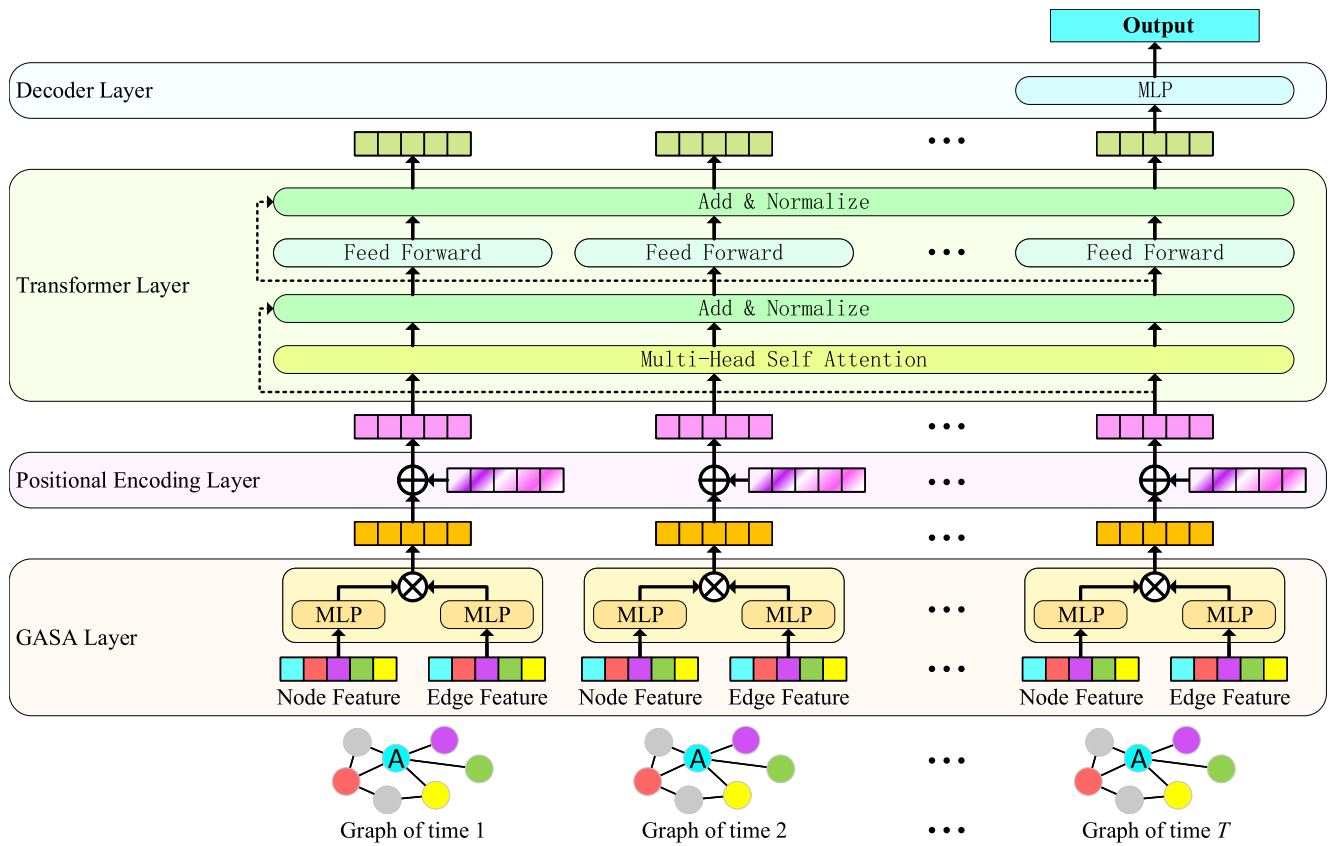 Output
Decoder Layer
MLP
Add & Normalize
Feed Forward Feed Forward ••• Feed Forward
Transformer Layer
Add & Normalize
Multi-Head Self Attention
Positional Encoding Layer
MLP MLP MLP MLP MLP MLP
GASA Layer
Node Feature Edge Feature Node Feature Edge Feature Node Feature Edge Feature
A A A
Graph of time 1 Graph of time 2 ••• Graph of time T